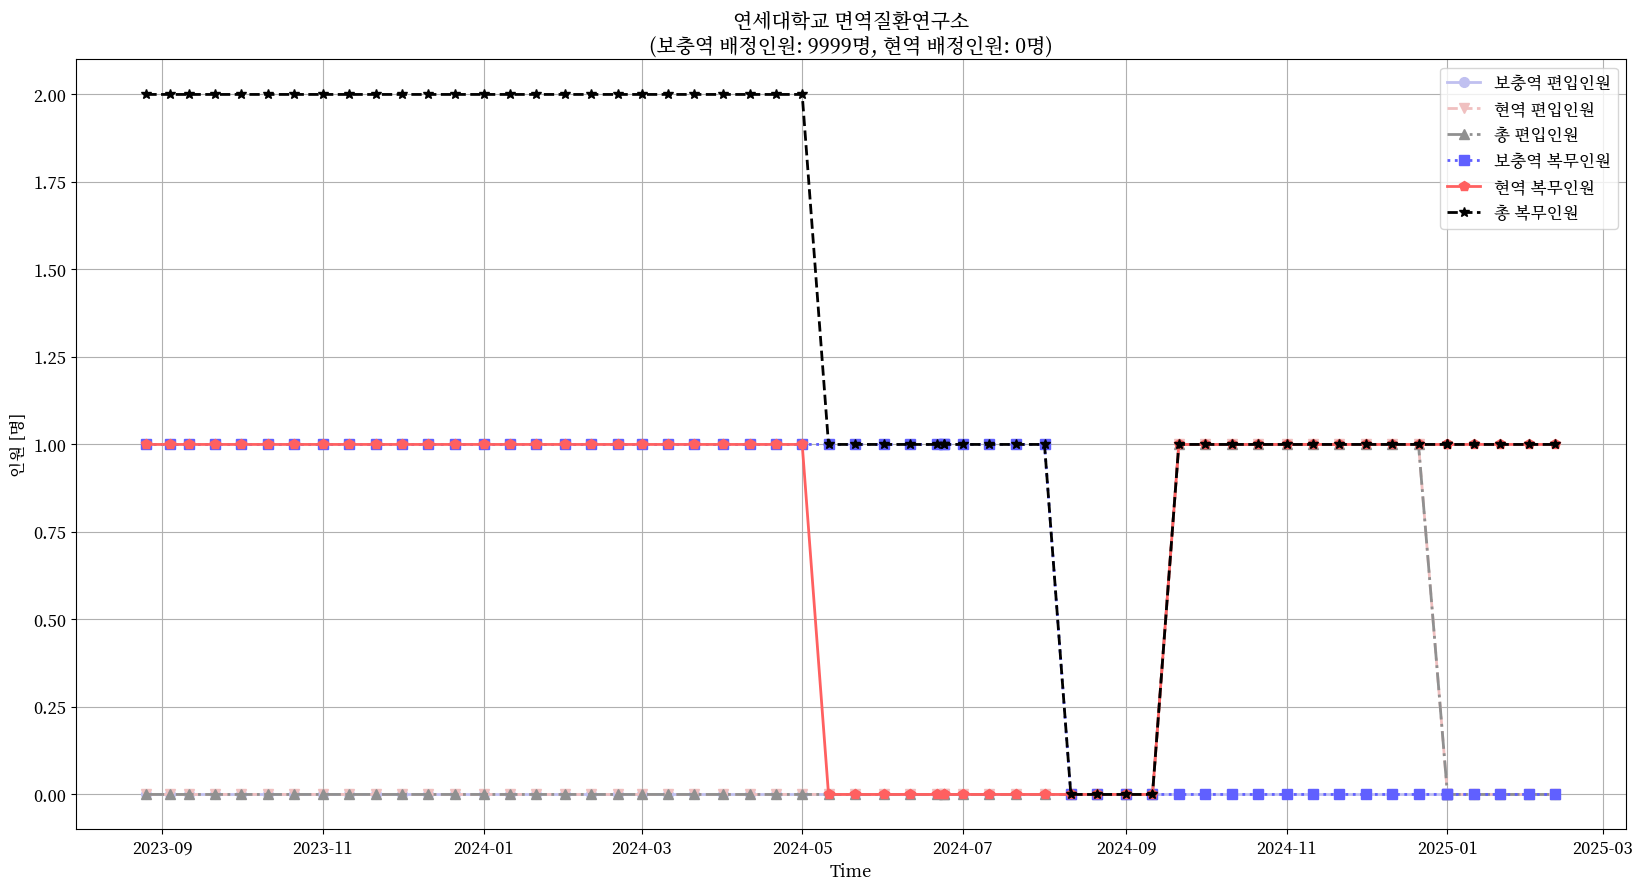 연세대학교 면역질환연구소
(보충역 배정인원: 9999명, 현역 배정인원: 0명)
보충역 편입인원
현역 편입인원
총 편입인원
보충역 복무인원
현역 복무인원
총 복무인원
인원 [명]
2.00
1.75
1.50
1.25
1.00
0.75
0.50
0.25
0.00
2023-09 2023-11 2024-01 2024-03 2024-05 2024-07 2024-09 2024-11 2025-01 2025-03
Time